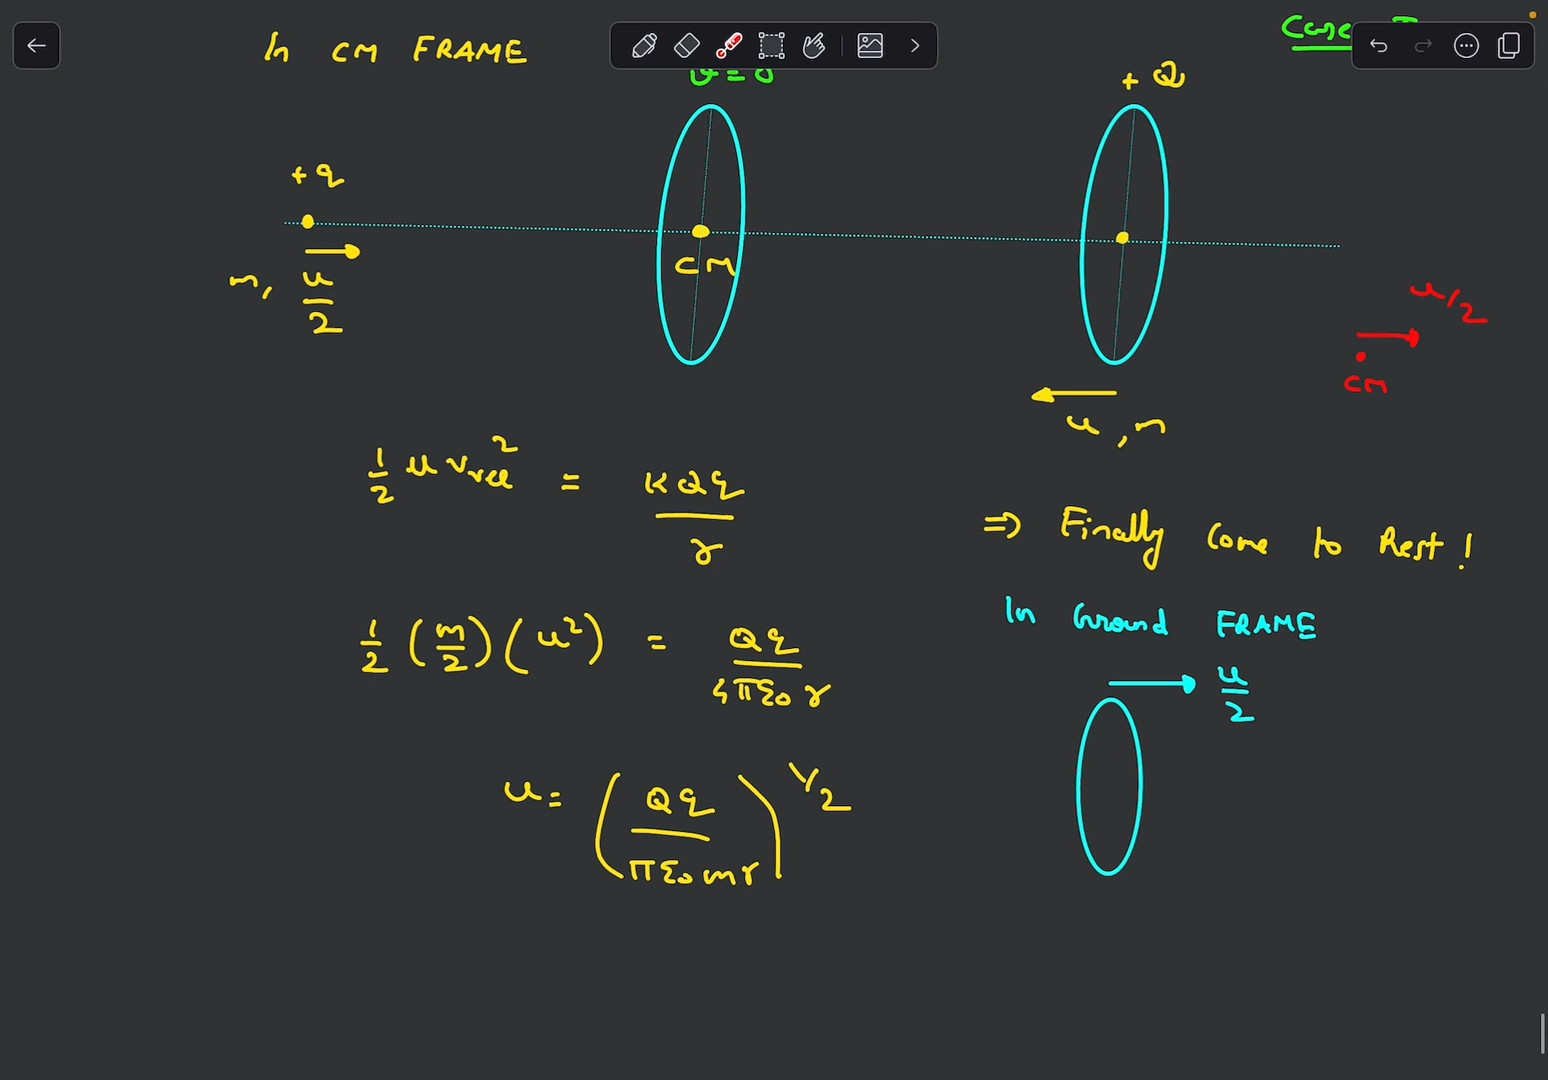 In CM FRAME
v = 0
+ Q
+ q
CM
m, u/2
u/2
CM
u, m
1/2 μ v_rel^2 = KQq/r
⇒ Finally Come to Rest !
In Ground FRAME
1/2 (m/2) (u^2) = Qq/4πε₀r
u/2
u = (Qq/πε₀mr)^1/2